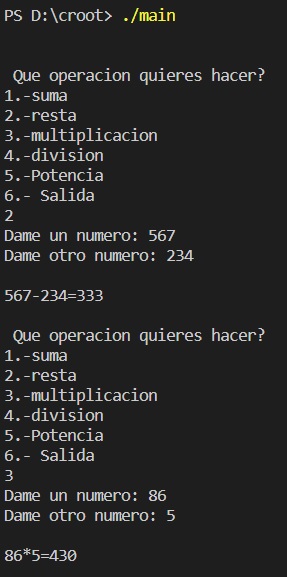 PS D:\croot> ./main
Que operacion quieres hacer?
1.-suma
2.-resta
3.-multiplicacion
4.-division
5.-Potencia
6.- Salida
2
Dame un numero: 567
Dame otro numero: 234
567-234=333
Que operacion quieres hacer?
1.-suma
2.-resta
3.-multiplicacion
4.-division
5.-Potencia
6.- Salida
3
Dame un numero: 86
Dame otro numero: 5
86*5=430